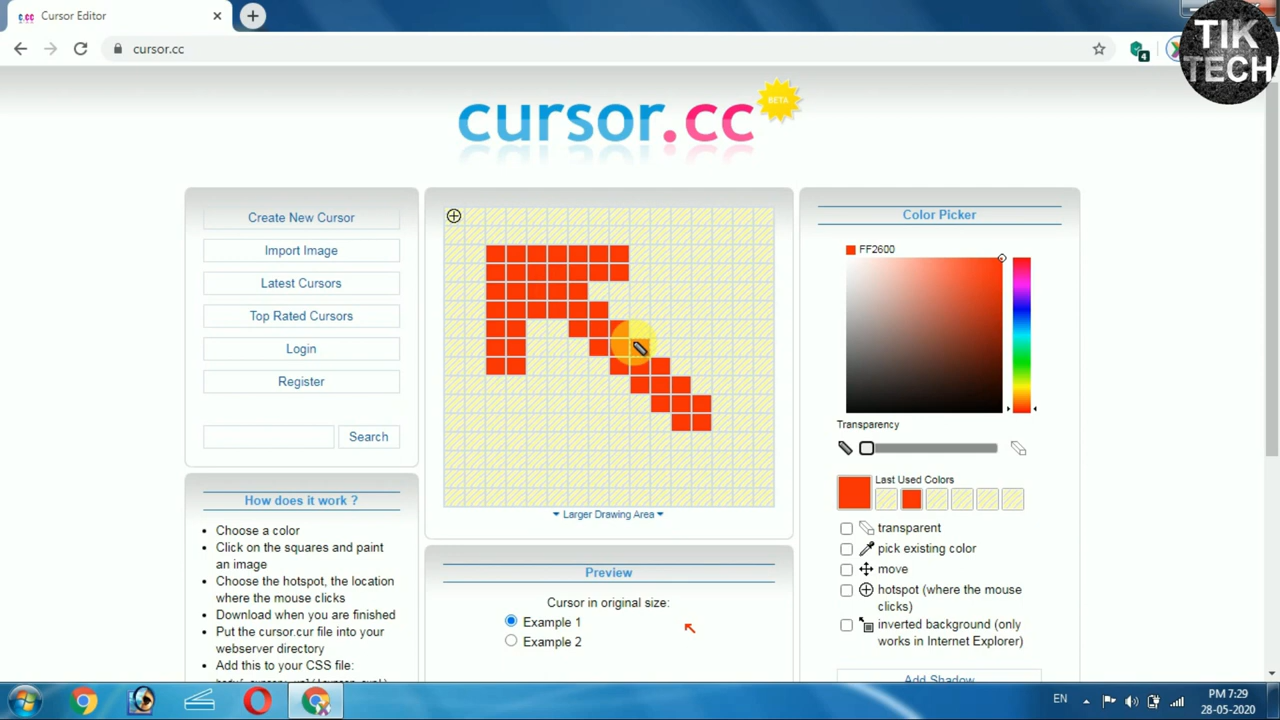 Cursor Editor
TIK
TECH
cursor.cc
4
cursor.cc
BETA
Create New Cursor
Import Image
Latest Cursors
Top Rated Cursors
Login
Register
Search
How does it work ?
Choose a color
Click on the squares and paint
an image
Choose the hotspot, the location
where the mouse clicks
Download when you are finished
Put the cursor.cur file into your
webserver directory
Add this to your CSS file:
Larger Drawing Area
Preview
Cursor in original size:
Example 1
Example 2
Color Picker
FF2600
Transparency
Last Used Colors
transparent
pick existing color
move
hotspot (where the mouse
clicks)
inverted background (only
works in Internet Explorer)
Add Shadow
EN
PM 7:29
28-05-2020